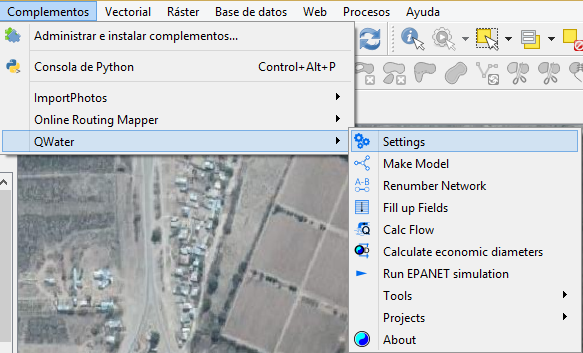 Complementos Vectorial Ráster Base de datos Web Procesos Ayuda
Administrar e instalar complementos...
Consola de Python Control+Alt+P
ImportPhotos
Online Routing Mapper
QWater
Settings
Make Model
A-B Renumber Network
Fill up Fields
Calc Flow
Calculate economic diameters
Run EPANET simulation
Tools
Projects
About